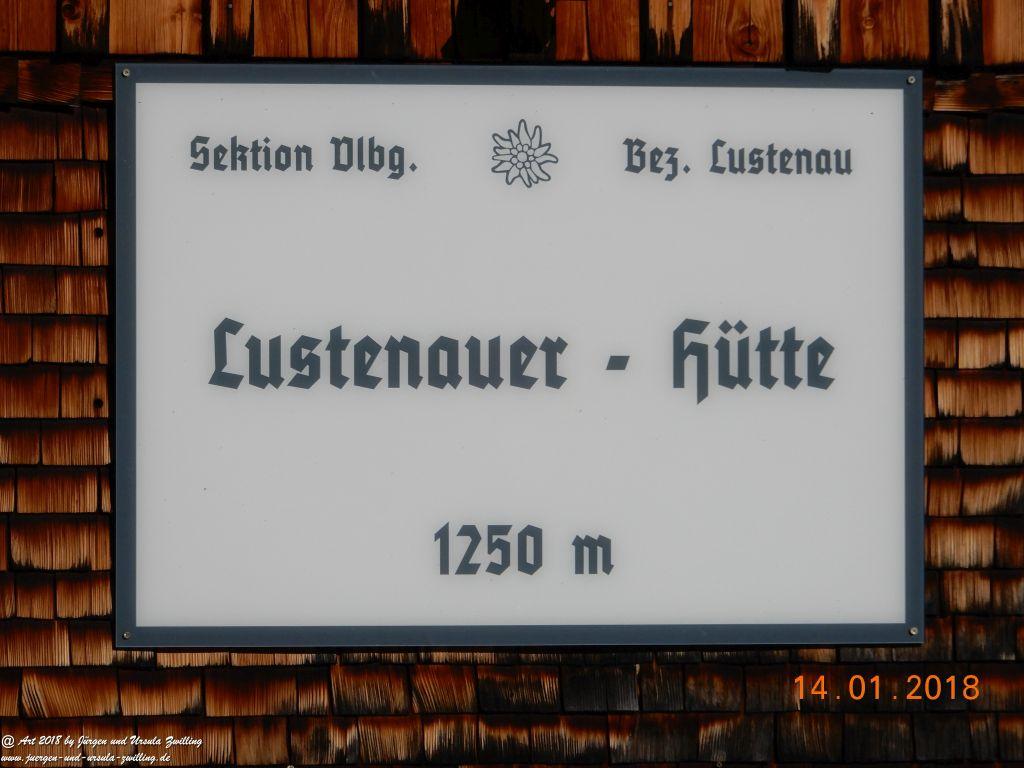 Sektion Vlbg. Bez. Lustenau
Lustenauer - Hütte
1250 m
14.01.2018
@ Art 2018 by Jürgen und Ursula Zwilling
www.juergen-und-ursula-zwilling.de